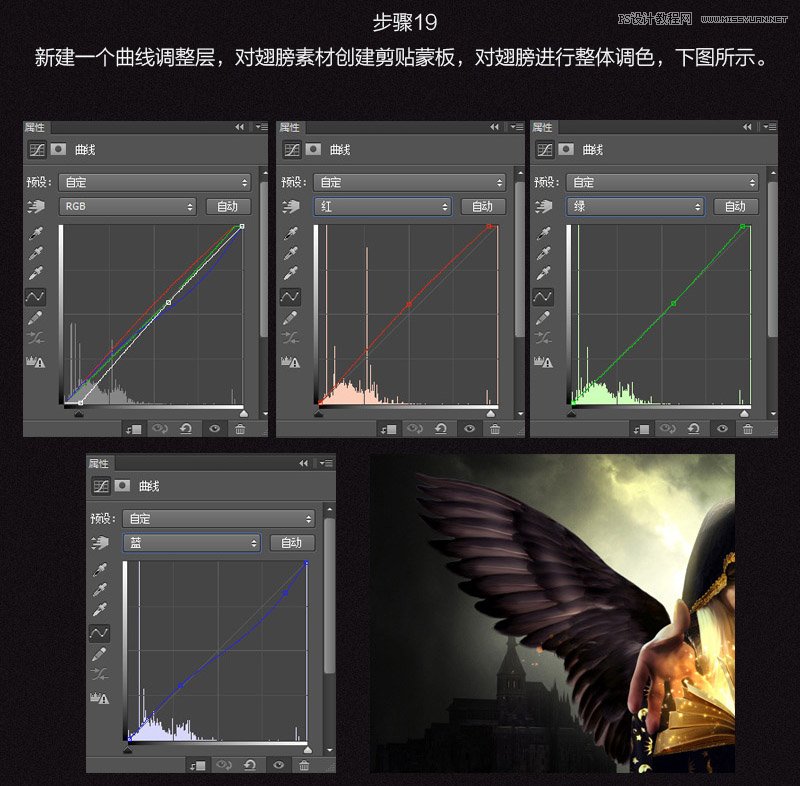 步骤19
PS设计教程网 WWW.MISSYUAN.NET
新建一个曲线调整层，对翅膀素材创建剪贴蒙板，对翅膀进行整体调色，下图所示。
属性
曲线
预设： 自定
RGB 自动
属性
曲线
预设： 自定
红 自动
属性
曲线
预设： 自定
绿 自动
属性
曲线
预设： 自定
蓝 自动